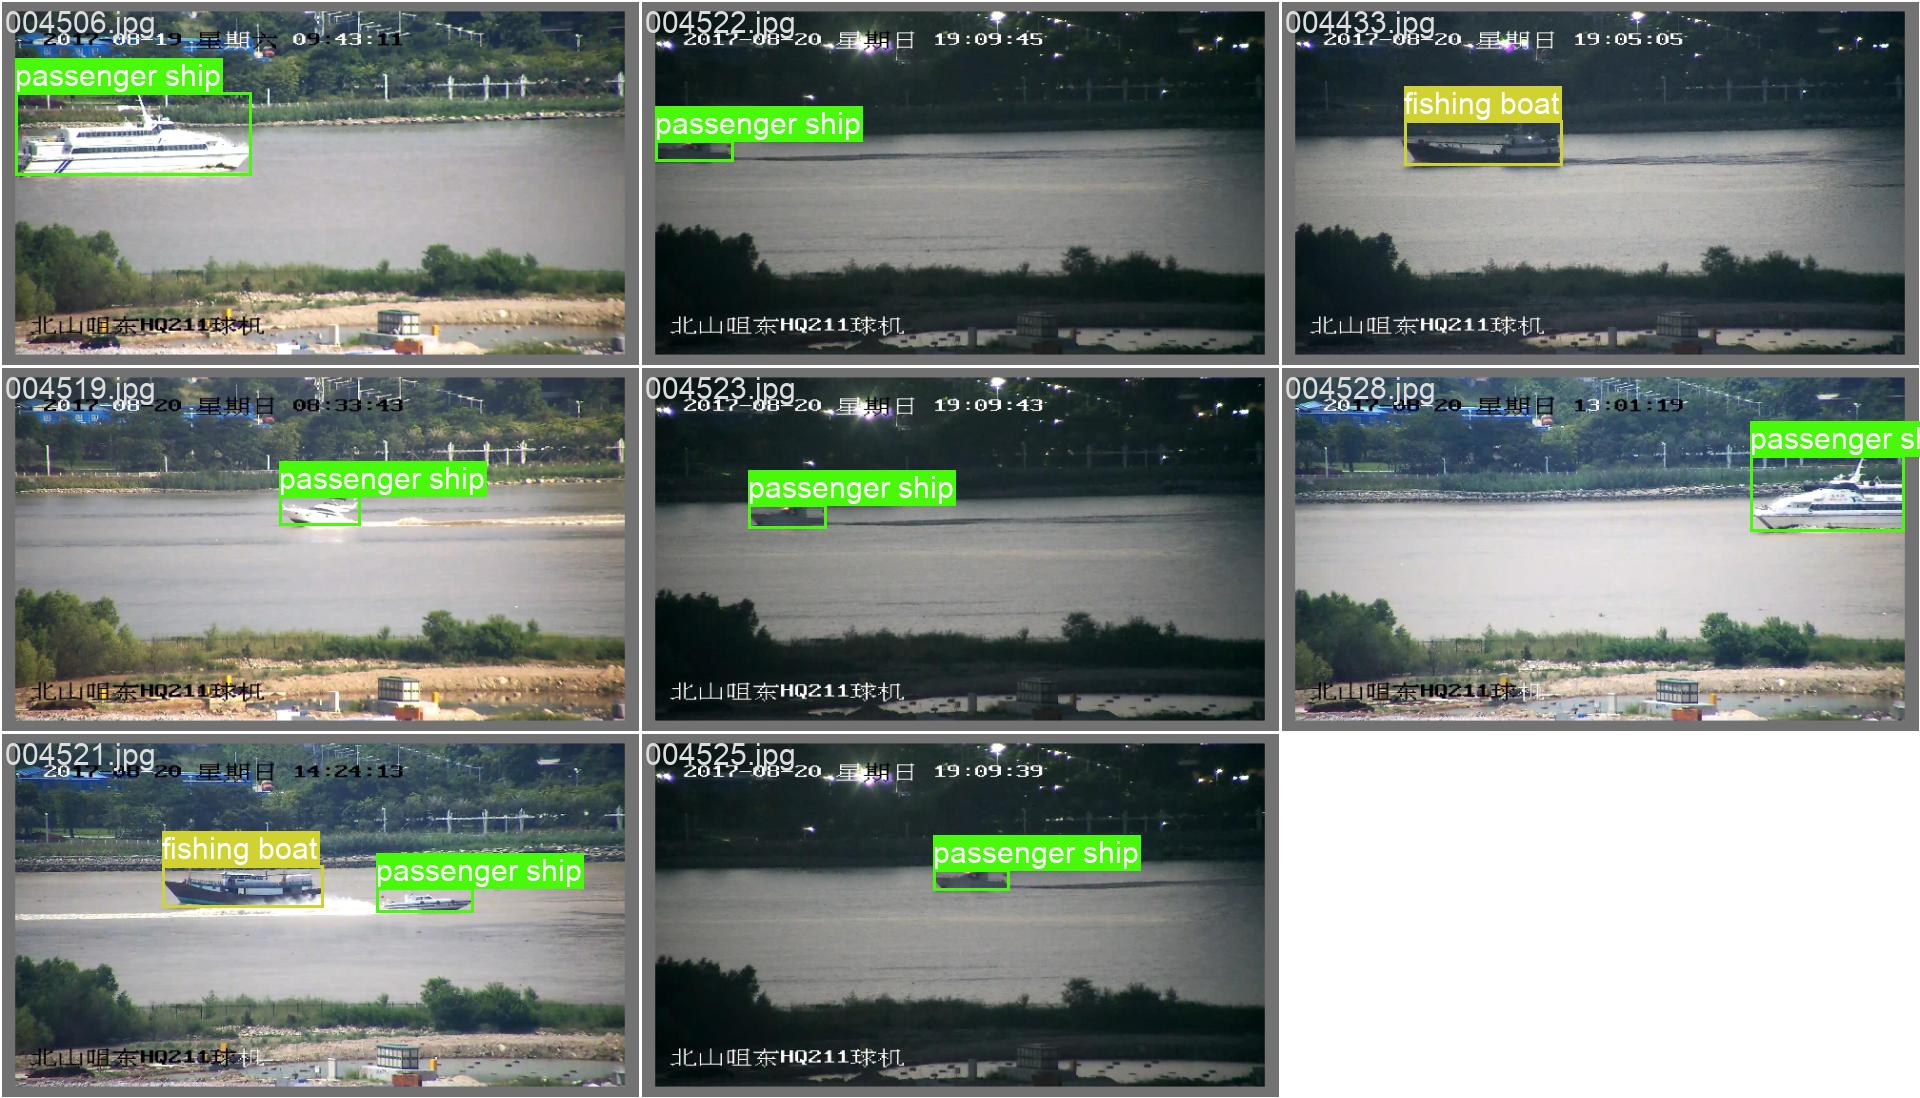 004506.jpg
2017-08-19 星期六 09:43:11
passenger ship
北山咀东HQ211球机
004522.jpg
2017-08-20 星期日 19:09:45
passenger ship
北山咀东HQ211球机
004433.jpg
2017-08-20 星期日 19:05:05
fishing boat
北山咀东HQ211球机
004519.jpg
2017-08-20 星期日 08:33:43
passenger ship
北山咀东HQ211球机
004523.jpg
2017-08-20 星期日 19:09:43
passenger ship
北山咀东HQ211球机
004528.jpg
2017-08-20 星期日 13:01:19
passenger sh
北山咀东HQ211球机
004521.jpg
2017-08-20 星期日 14:24:13
fishing boat
passenger ship
北山咀东HQ211球机
004525.jpg
2017-08-20 星期日 19:09:39
passenger ship
北山咀东HQ211球机